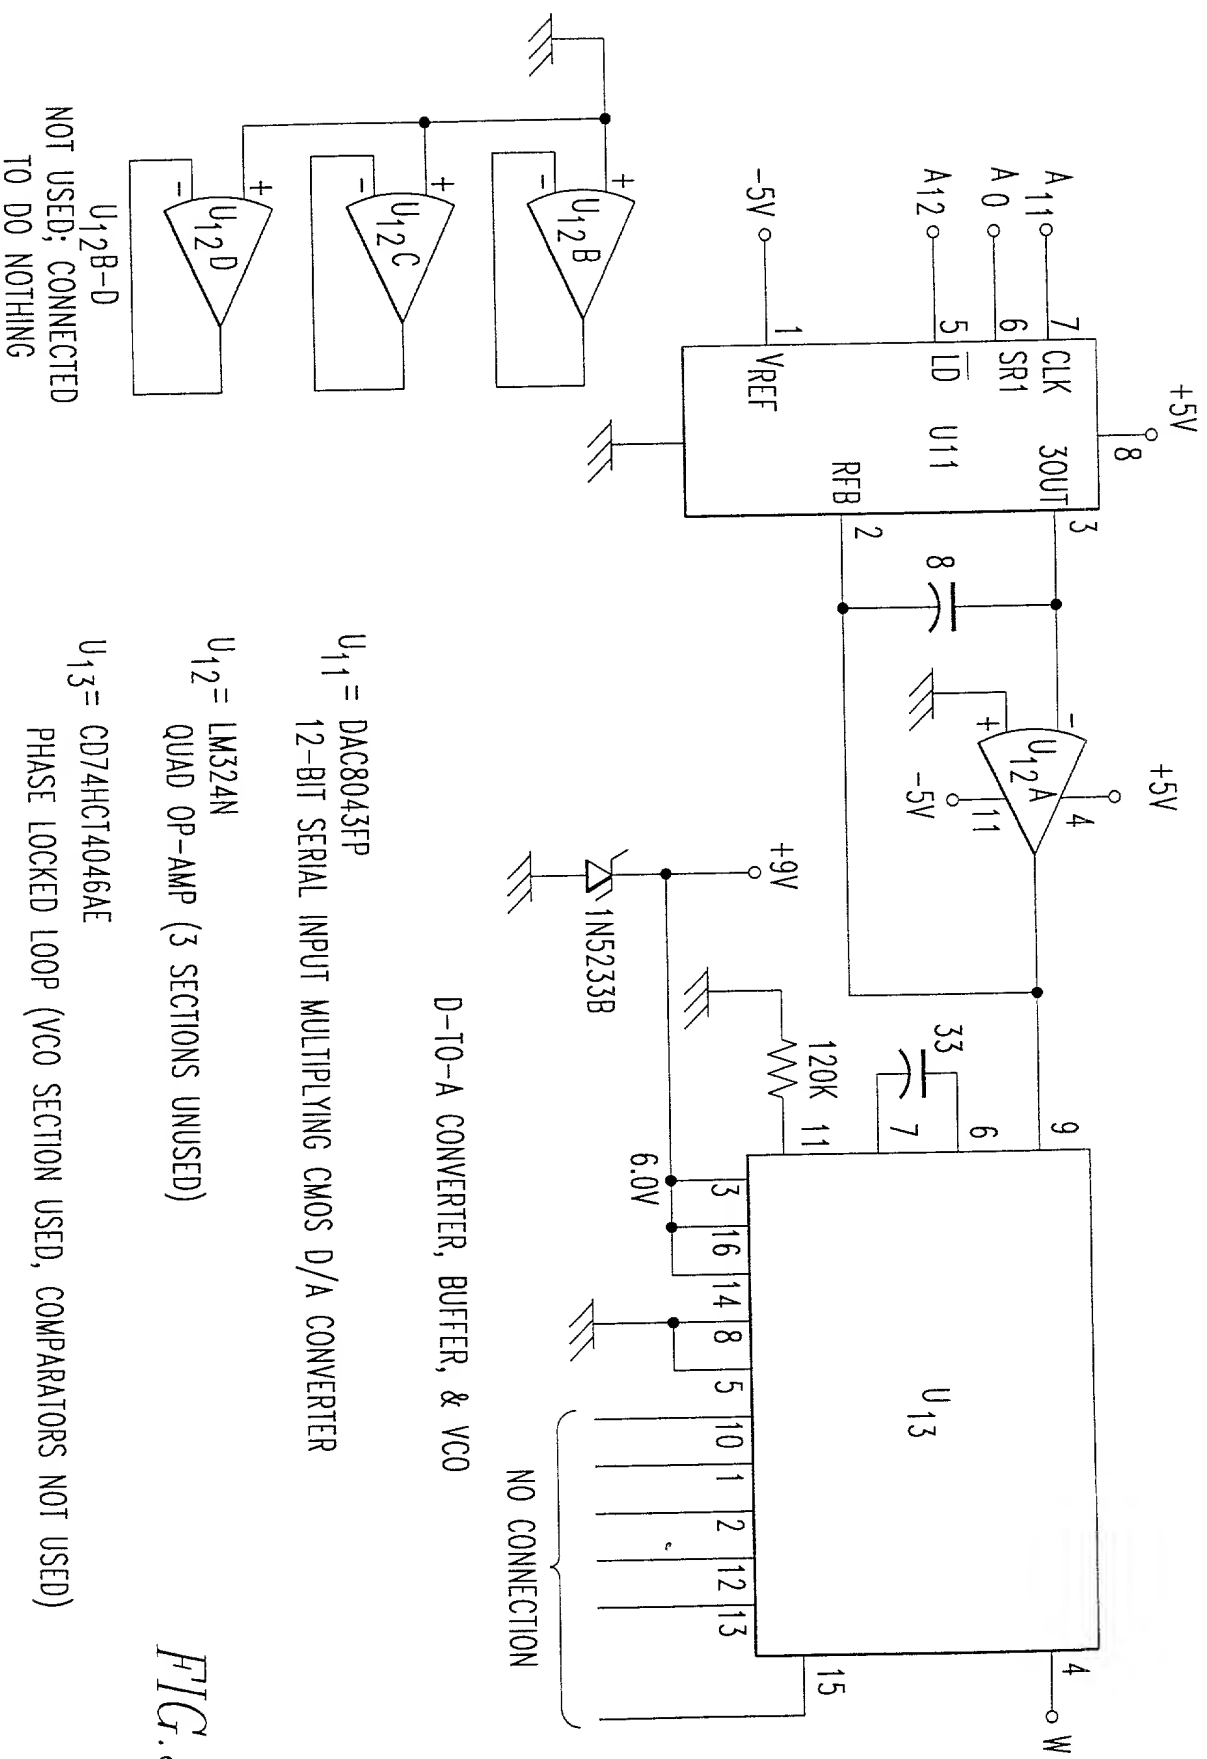 +5V
8
A11
7 CLK
A0
6 SR1
A12
5 LD
U11
-5V
1 VREF
3OUT 3
RFB 2
8
+5V
4
-
+
U12A
11
-5V
9
33
6
7
120K
11
+9V
1N5233B
6.0V
3
16
14
8
5
10
1
2
12
13
15
4
W
U13
NO CONNECTION
+
-
U12B
+
-
U12C
+
-
U12D
U12B-D
NOT USED; CONNECTED
TO DO NOTHING
D-TO-A CONVERTER, BUFFER, & VCO
U11= DAC8043FP
12-BIT SERIAL INPUT MULTIPLYING CMOS D/A CONVERTER
U12= LM324N
QUAD OP-AMP (3 SECTIONS UNUSED)
U13= CD74HCT4046AE
PHASE LOCKED LOOP (VCO SECTION USED, COMPARATORS NOT USED)
FIG.